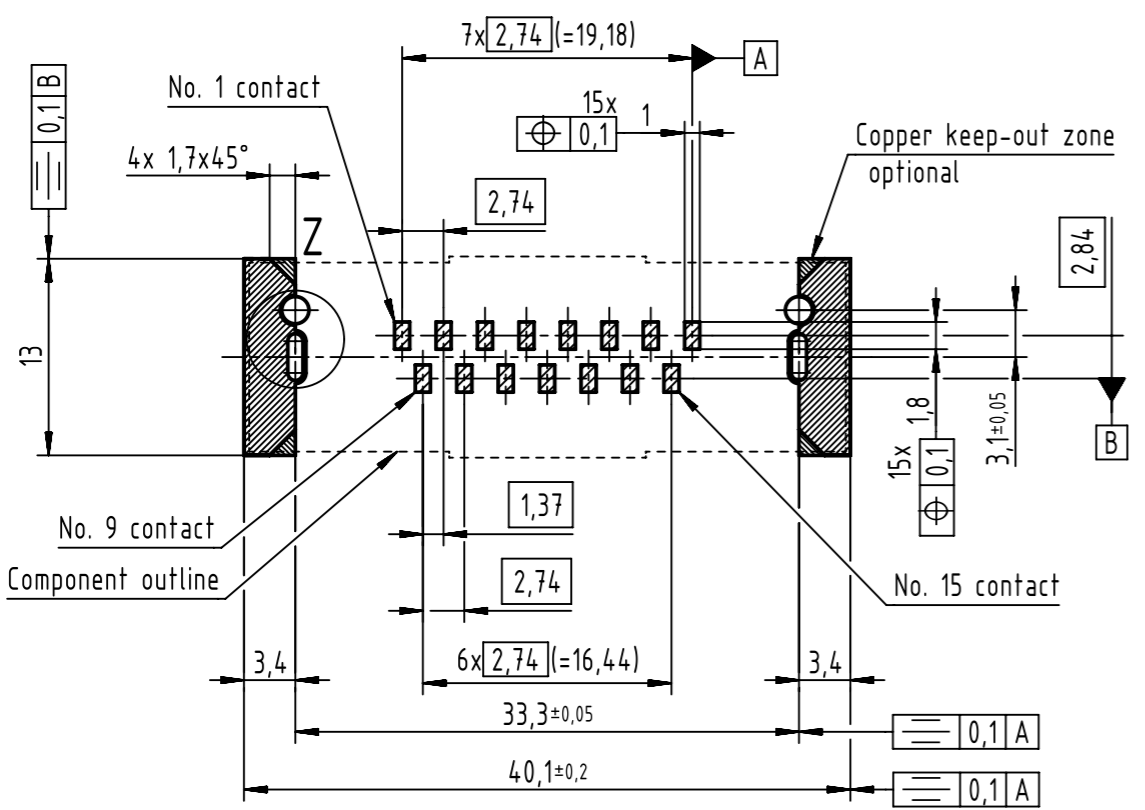 7x 2,74 (=19,18)
A
No. 1 contact
15x
1
0,1
0,1 B
4x 1,7x45°
Copper keep-out zone
optional
2,74
Z
2,84
13
1,8
15x
0,1
3,1±0,05
B
1,37
No. 9 contact
2,74
Component outline
No. 15 contact
6x 2,74 (=16,44)
3,4
3,4
33,3±0,05
0,1 A
40,1±0,2
0,1 A